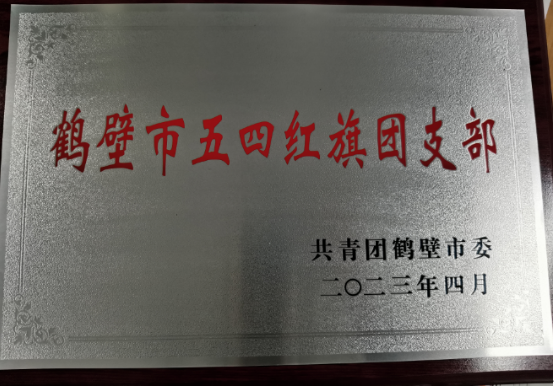 鹤壁市五四红旗团支部
共青团鹤壁市委
二〇二三年四月